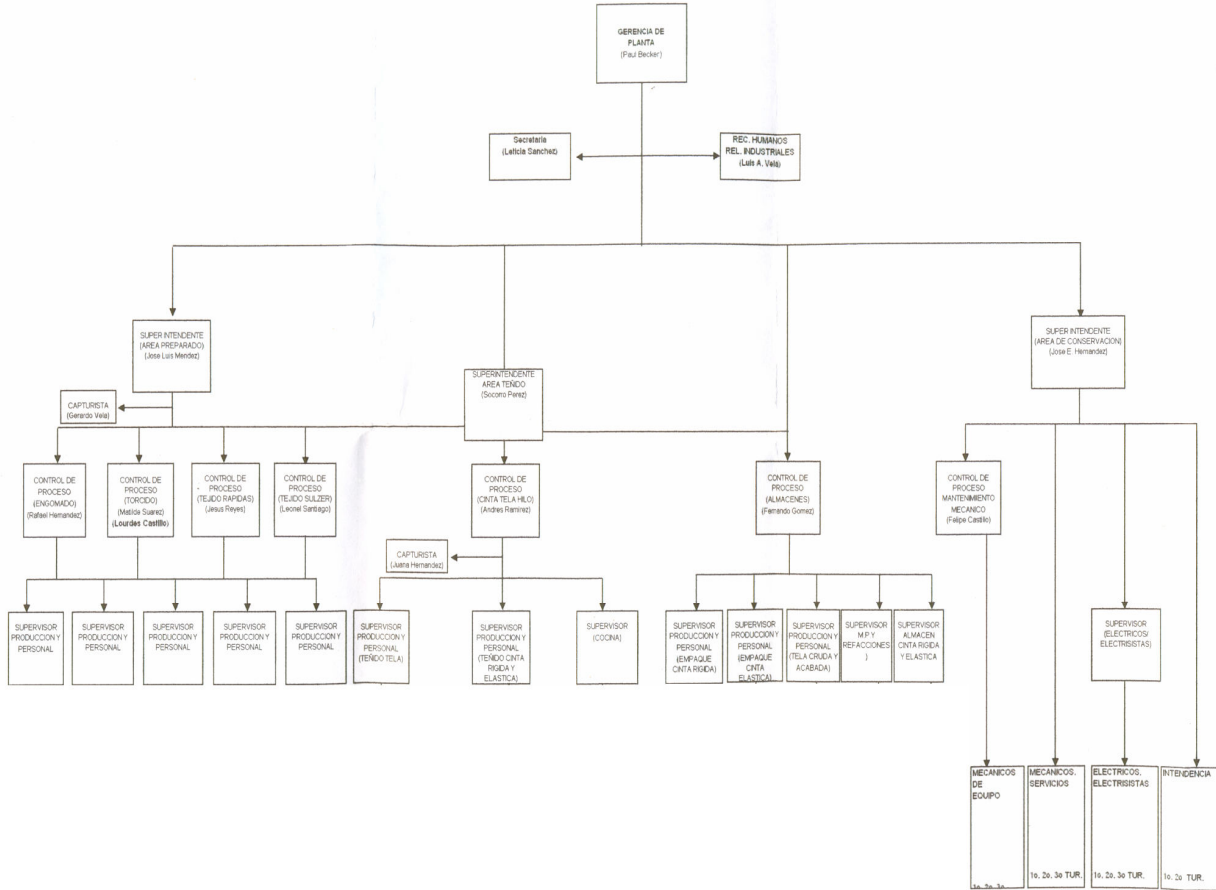 GERENCIA DE
PLANTA
(Paul Becker)
Secretaria
(Leticia Sanchez)
REC. HUMANOS
REL. INDUSTRIALES
(Luis A. Vela)
SUPERINTENDENTE
(AREA PREPARADO)
(Jose Luis Mendez)
SUPERINTENDENTE
AREA TEÑIDO
(Socorro Perez)
SUPERINTENDENTE
(AREA DE CONSERVACION)
(Jose E. Hernandez)
CAPTURISTA
(Gerardo Vela)
CONTROL DE
PROCESO
(ENGOMADO)
(Rafael Hernandez)
CONTROL DE
PROCESO
(TORCIDO)
(Matilde Suarez)
(Lourdes Castillo)
CONTROL DE
PROCESO
(TEJIDO RAPIDAS)
(Jesus Reyes)
CONTROL DE
PROCESO
(TEJIDO SULZER)
(Leonel Santiago)
CONTROL DE
PROCESO
(CINTA TELA HILO)
(Andres Ramirez)
CONTROL DE
PROCESO
(ALMACENES)
(Fernando Gomez)
CONTROL DE
PROCESO
MANTENIMIENTO
MECANICO
(Felipe Castillo)
CAPTURISTA
(Juana Hernandez)
SUPERVISOR
PRODUCCION Y
PERSONAL
SUPERVISOR
PRODUCCION Y
PERSONAL
SUPERVISOR
PRODUCCION Y
PERSONAL
SUPERVISOR
PRODUCCION Y
PERSONAL
SUPERVISOR
PRODUCCION Y
PERSONAL
SUPERVISOR
PRODUCCION Y
PERSONAL
(TEÑIDO TELA)
SUPERVISOR
PRODUCCION Y
PERSONAL
(TEÑIDO CINTA
RIGIDA Y
ELASTICA)
SUPERVISOR
(COCINA)
SUPERVISOR
PRODUCCION Y
PERSONAL
(EMPAQUE
CINTA RIGIDA)
SUPERVISOR
PRODUCCION Y
PERSONAL
(EMPAQUE
CINTA
ELASTICA)
SUPERVISOR
PRODUCCION Y
PERSONAL
(TELA CRUDA Y
ACABADA)
SUPERVISOR
M.P Y
REFACCIONES
)
SUPERVISOR
ALMACEN
CINTA RIGIDA
Y ELASTICA
SUPERVISOR
(ELECTRICOS/
ELECTRISISTAS)
MECANICOS
DE
EQUIPO
1o, 2o, 3o
MECANICOS.
SERVICIOS
1o, 2o, 3o TUR.
ELECTRICOS.
ELECTRISISTAS
1o, 2o, 3o TUR.
INTENDENCIA
1o, 2o TUR.